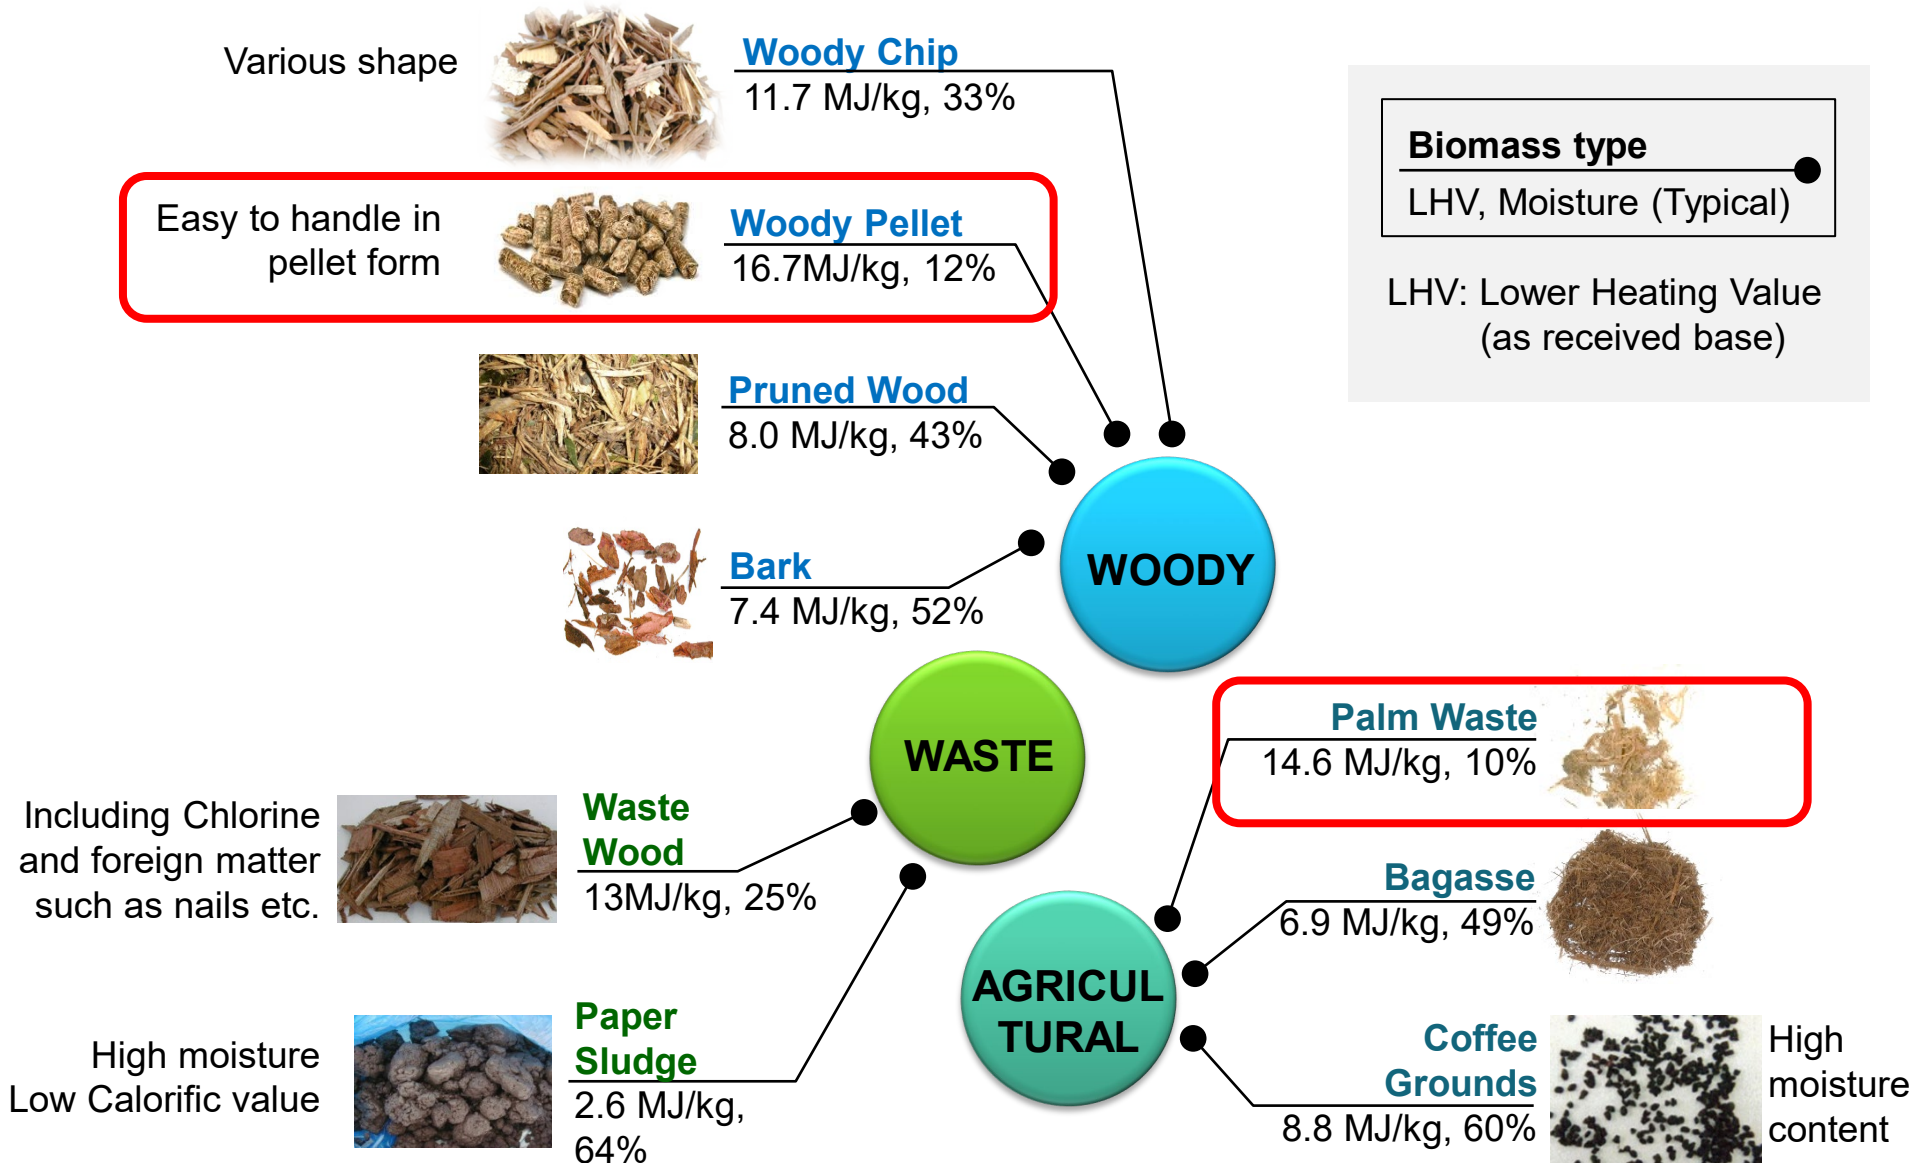 Various shape
Woody Chip
11.7 MJ/kg, 33%
Easy to handle in
pellet form
Woody Pellet
16.7MJ/kg, 12%
Pruned Wood
8.0 MJ/kg, 43%
Bark
7.4 MJ/kg, 52%
WOODY
Biomass type
LHV, Moisture (Typical)
LHV: Lower Heating Value
(as received base)
WASTE
Including Chlorine
and foreign matter
such as nails etc.
Waste
Wood
13MJ/kg, 25%
High moisture
Low Calorific value
Paper
Sludge
2.6 MJ/kg,
64%
AGRICUL
TURAL
Palm Waste
14.6 MJ/kg, 10%
Bagasse
6.9 MJ/kg, 49%
Coffee
Grounds
8.8 MJ/kg, 60%
High
moisture
content